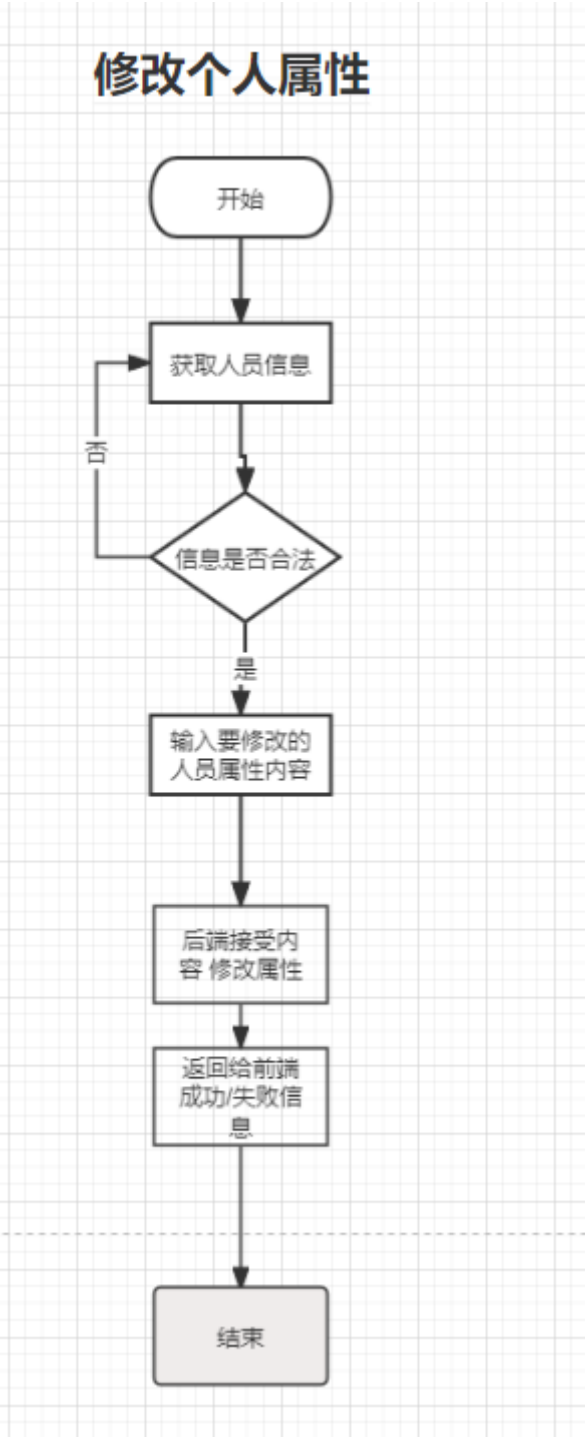 修改个人属性
开始
获取人员信息
否
信息是否合法
是
输入要修改的
人员属性内容
后端接受内
容 修改属性
返回给前端
成功/失败信
息
结束